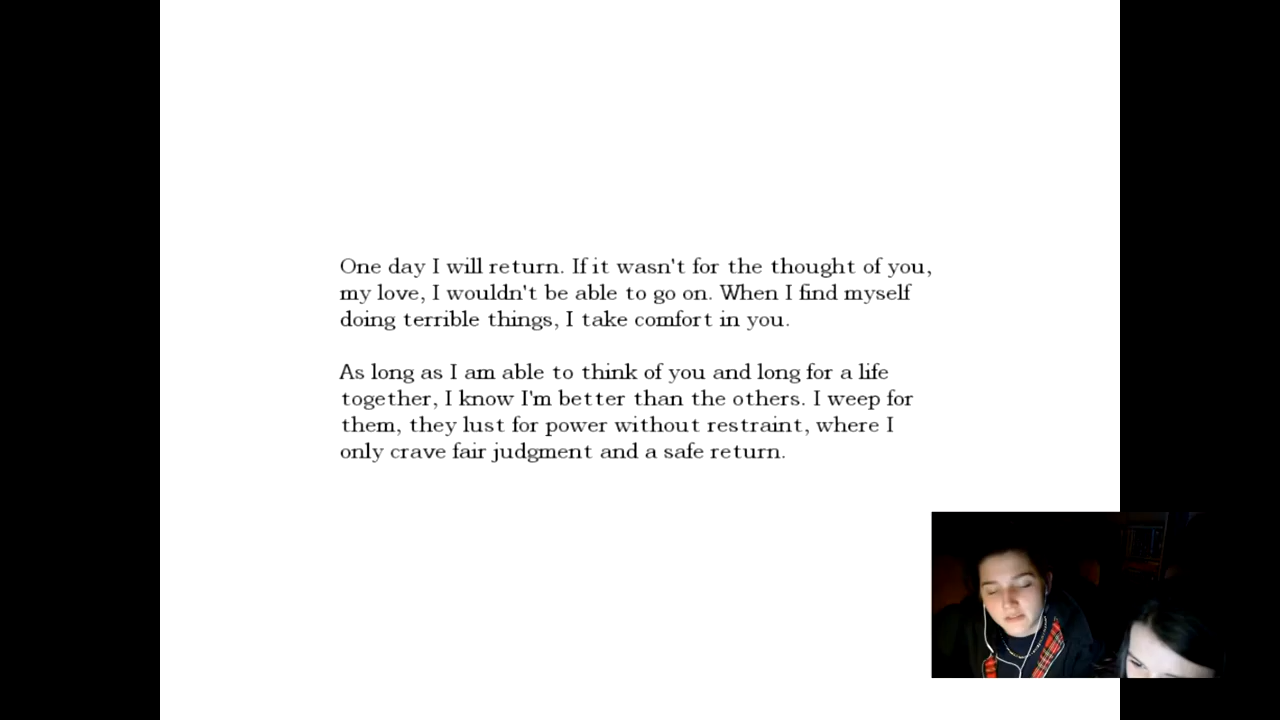 One day I will return. If it wasn't for the thought of you,
my love, I wouldn't be able to go on. When I find myself
doing terrible things, I take comfort in you.
As long as I am able to think of you and long for a life
together, I know I'm better than the others. I weep for
them, they lust for power without restraint, where I
only crave fair judgment and a safe return.